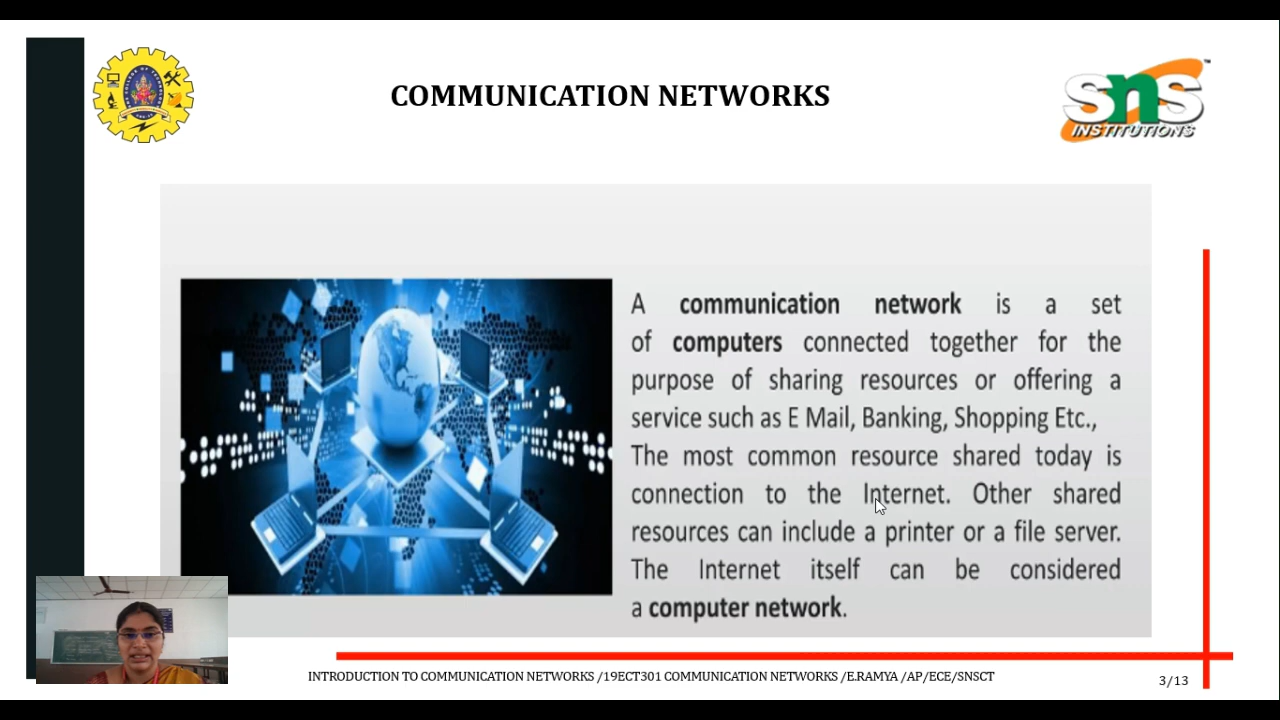 COMMUNICATION NETWORKS
SNS
INSTITUTIONS
A communication network is a set
of computers connected together for the
purpose of sharing resources or offering a
service such as E Mail, Banking, Shopping Etc.,
The most common resource shared today is
connection to the Internet. Other shared
resources can include a printer or a file server.
The Internet itself can be considered
a computer network.
INTRODUCTION TO COMMUNICATION NETWORKS /19ECT301 COMMUNICATION NETWORKS /E.RAMYA /AP/ECE/SNSCT
3/13